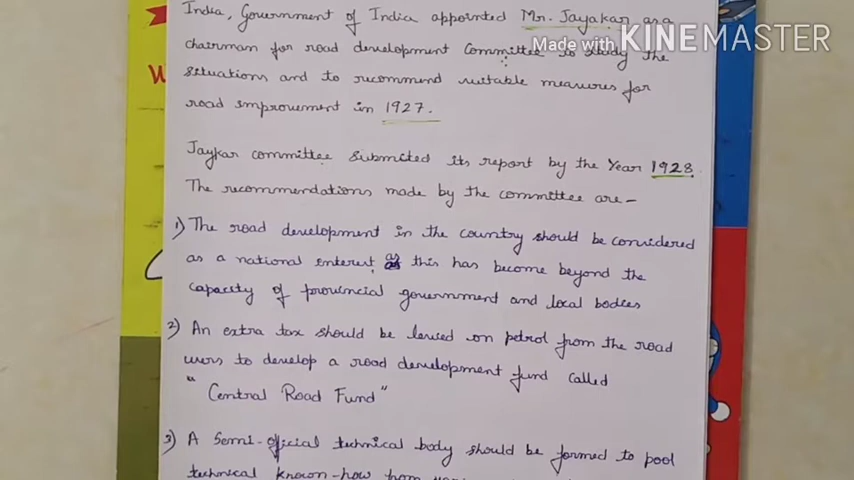 India, Government of India appointed Mr. Jayakar as a
chairman for road development Committee to study the
situations and to recommend suitable measures for
road improvement in 1927.
Jaykar committee submitted its report by the Year 1928.
The recommendations made by the committee are -
1) The road development in the country should be considered
as a national interest as this has become beyond the
capacity of provincial government and local bodies
2) An extra tax should be levied on petrol from the road
users to develop a road development fund called
"Central Road Fund"
3) A Semi-official technical body should be formed to pool
technical known-how from
Made with KINEMASTER
W